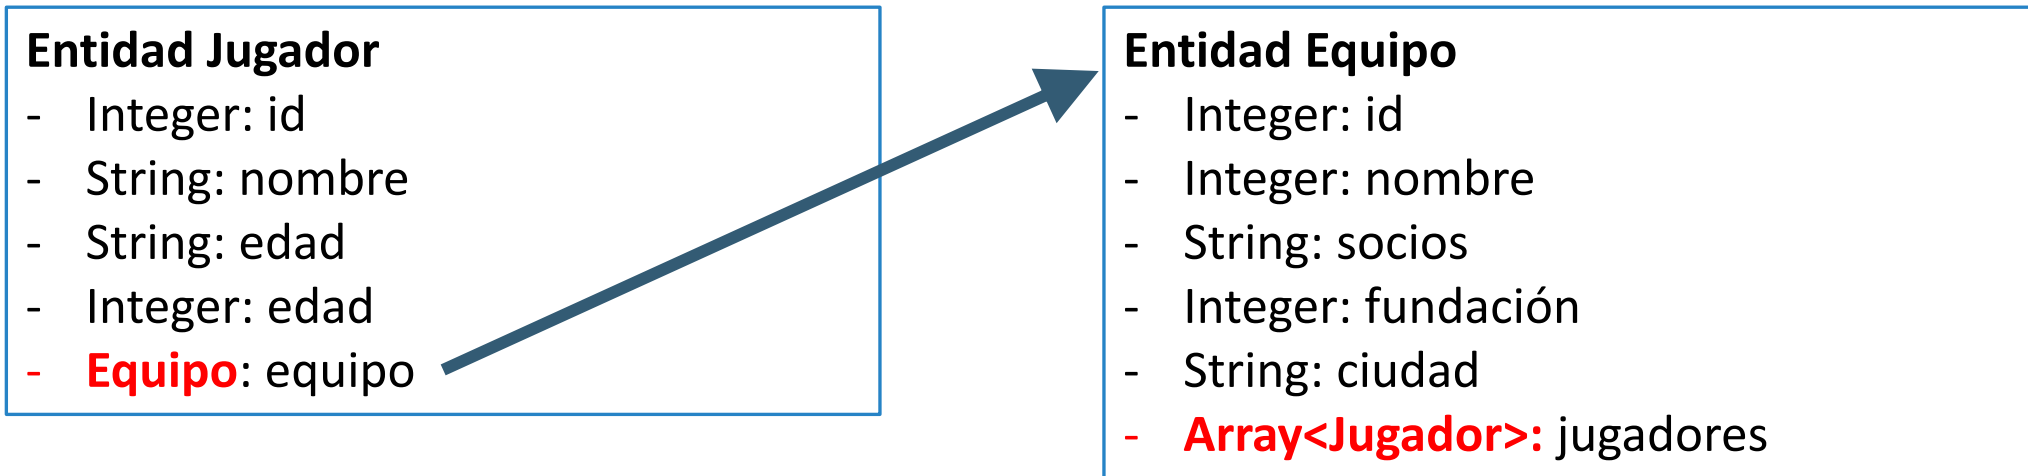 Entidad Jugador
- Integer: id
- String: nombre
- String: edad
- Integer: edad
- Equipo: equipo
Entidad Equipo
- Integer: id
- Integer: nombre
- String: socios
- Integer: fundación
- String: ciudad
- Array<Jugador>: jugadores